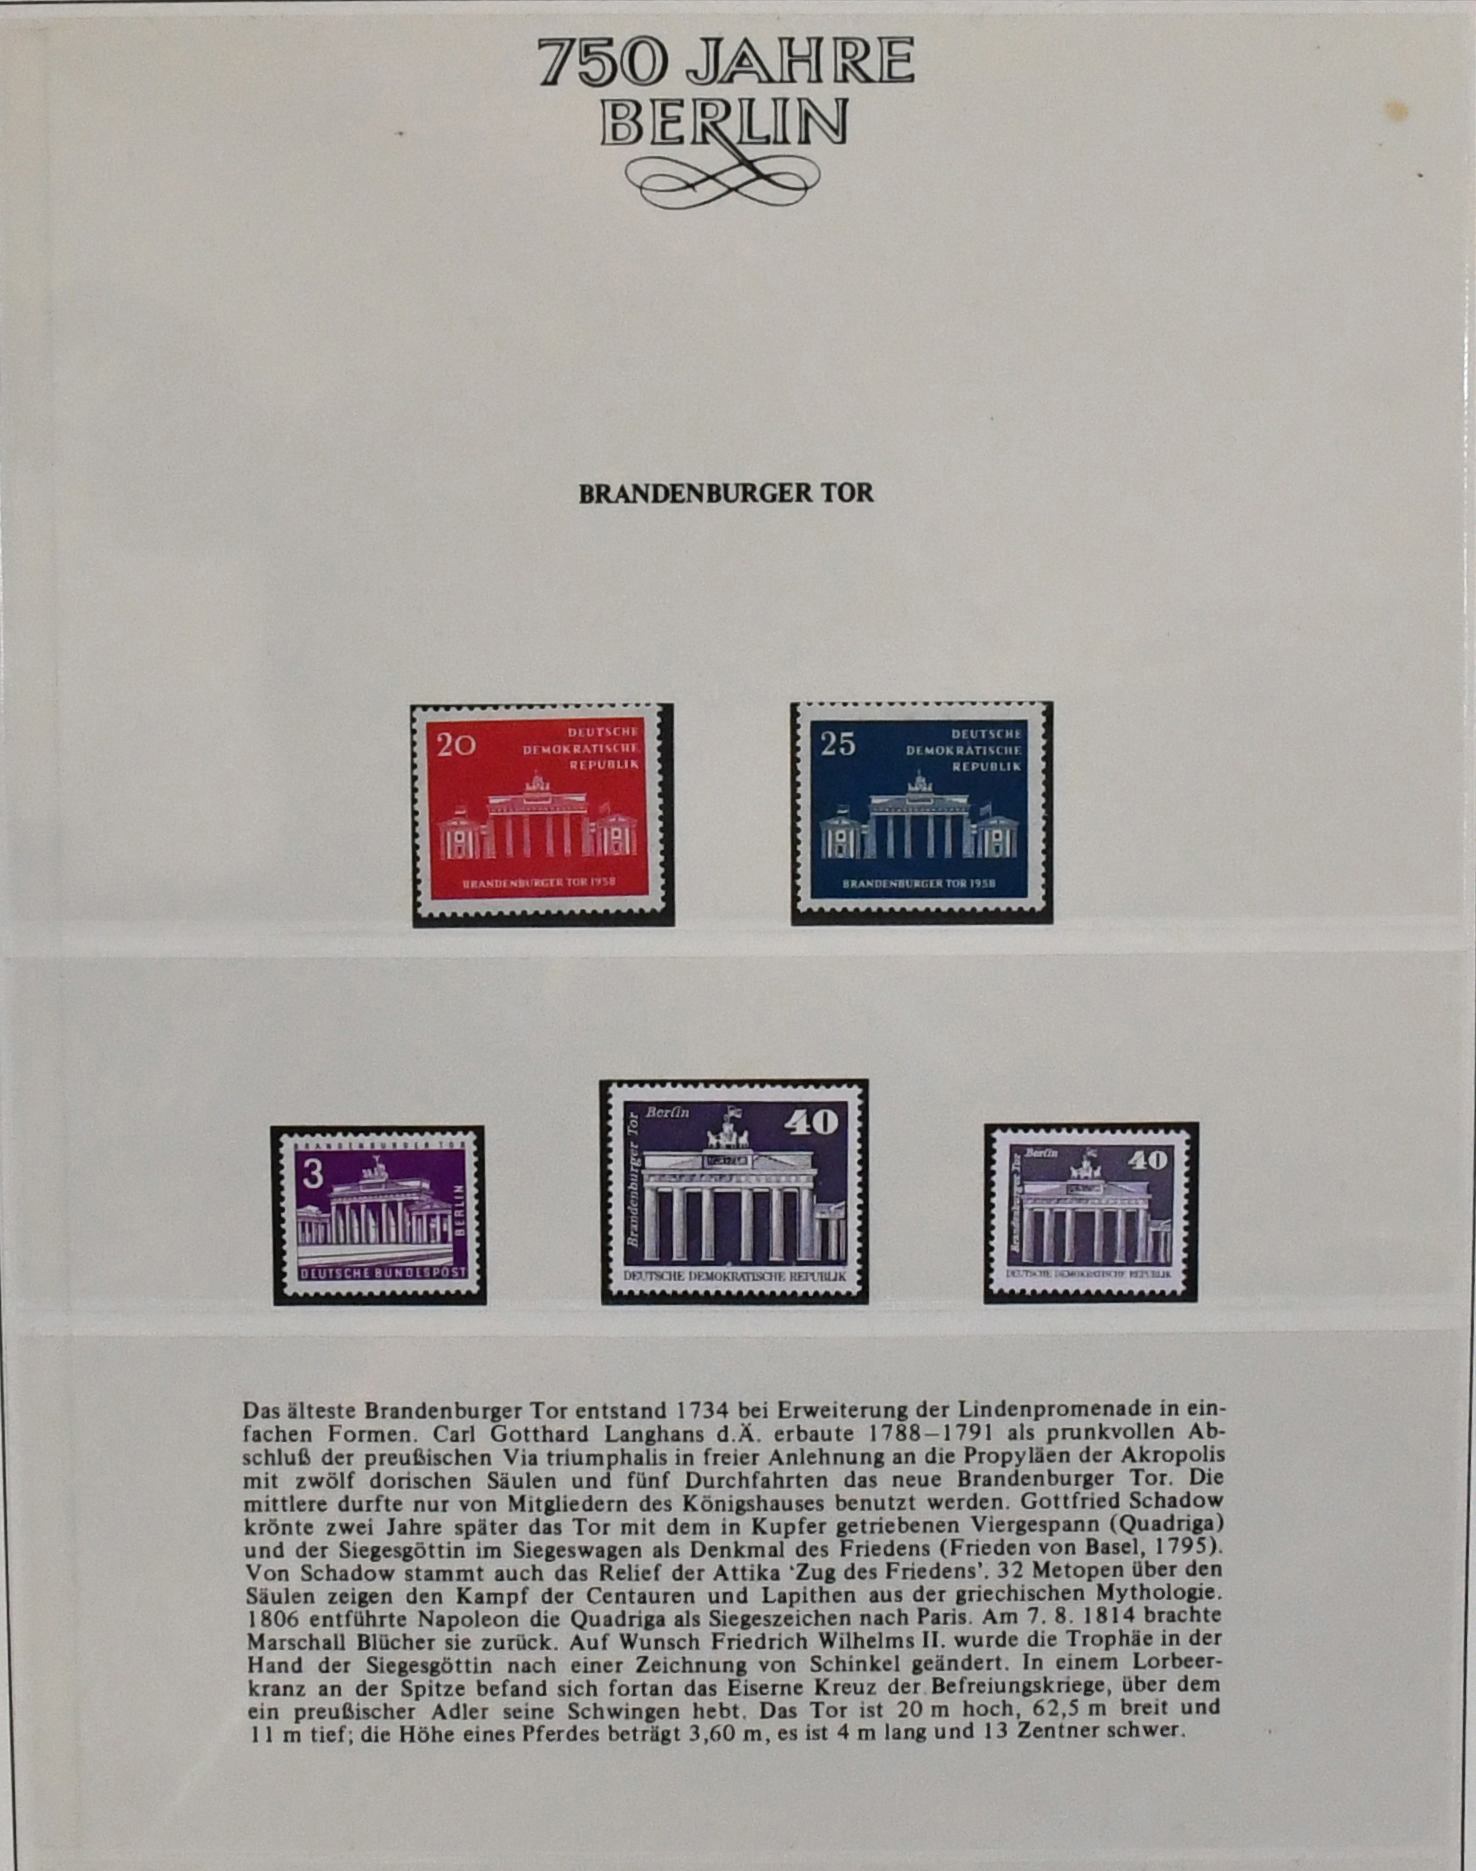 750 JAHRE
BERLIN
BRANDENBURGER TOR
20
DEUTSCHE
DEMOKRATISCHE
REPUBLIK
BRANDENBURGER TOR 1958
25
DEUTSCHE
DEMOKRATISCHE
REPUBLIK
BRANDENBURGER TOR 1958
BRANDENBURGER TOR
3
BERLIN
DEUTSCHE BUNDESPOST
Berlin
40
Brandenburger Tor
DEUTSCHE DEMOKRATISCHE REPUBLIK
Berlin
40
Brandenburger Tor
DEUTSCHE DEMOKRATISCHE REPUBLIK
Das älteste Brandenburger Tor entstand 1734 bei Erweiterung der Lindenpromenade in ein-
fachen Formen. Carl Gotthard Langhans d.Ä. erbaute 1788–1791 als prunkvollen Ab-
schluß der preußischen Via triumphalis in freier Anlehnung an die Propyläen der Akropolis
mit zwölf dorischen Säulen und fünf Durchfahrten das neue Brandenburger Tor. Die
mittlere durfte nur von Mitgliedern des Königshauses benutzt werden. Gottfried Schadow
krönte zwei Jahre später das Tor mit dem in Kupfer getriebenen Viergespann (Quadriga)
und der Siegesgöttin im Siegeswagen als Denkmal des Friedens (Frieden von Basel, 1795).
Von Schadow stammt auch das Relief der Attika ‘Zug des Friedens’. 32 Metopen über den
Säulen zeigen den Kampf der Centauren und Lapithen aus der griechischen Mythologie.
1806 entführte Napoleon die Quadriga als Siegeszeichen nach Paris. Am 7. 8. 1814 brachte
Marschall Blücher sie zurück. Auf Wunsch Friedrich Wilhelms II. wurde die Trophäe in der
Hand der Siegesgöttin nach einer Zeichnung von Schinkel geändert. In einem Lorbeer-
kranz an der Spitze befand sich fortan das Eiserne Kreuz der Befreiungskriege, über dem
ein preußischer Adler seine Schwingen hebt. Das Tor ist 20 m hoch, 62,5 m breit und
11 m tief; die Höhe eines Pferdes beträgt 3,60 m, es ist 4 m lang und 13 Zentner schwer.